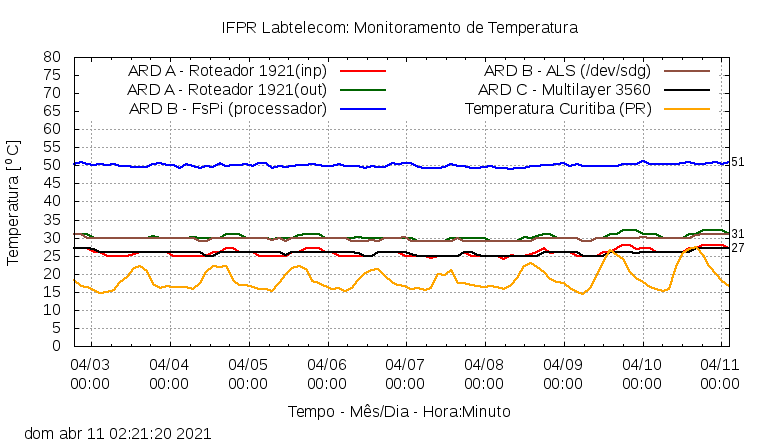 IFPR Labtelecom: Monitoramento de Temperatura
ARD A - Roteador 1921(inp)
ARD A - Roteador 1921(out)
ARD B - FsPi (processador)
ARD B - ALS (/dev/sdg)
ARD C - Multilayer 3560
Temperatura Curitiba (PR)
Temperatura [ºC]
80
75
70
65
60
55
50
45
40
35
30
25
20
15
10
5
0
51
31
27
04/03 04/04 04/05 04/06 04/07 04/08 04/09 04/10 04/11
00:00 00:00 00:00 00:00 00:00 00:00 00:00 00:00 00:00
Tempo - Mês/Dia - Hora:Minuto
dom abr 11 02:21:20 2021